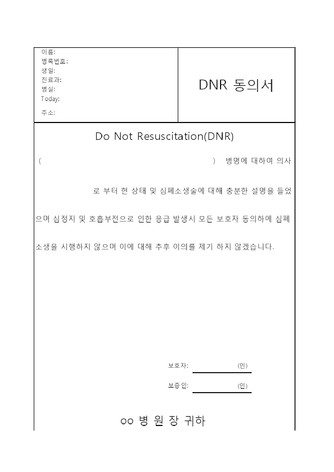 이름:
병록번호:
생일:
진료과:
병실:
Today:
주소:
DNR 동의서
Do Not Resuscitation(DNR)
( ) 병명에 대하여 의사
로 부터 현 상태 및 심폐소생술에 대해 충분한 설명을 들었
으며 심정지 및 호흡부전으로 인한 응급 발생시 모든 보호자 동의하에 심폐
소생을 시행하지 않으며 이에 대해 추후 이의를 제기 하지 않겠습니다.
보호자: (인)
보증인: (인)
oo 병 원 장 귀하